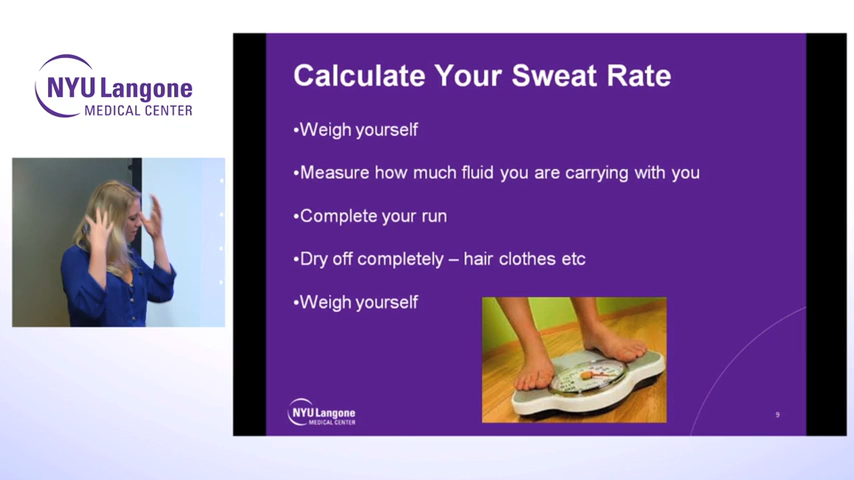 NYU Langone
MEDICAL CENTER
Calculate Your Sweat Rate
•Weigh yourself
•Measure how much fluid you are carrying with you
•Complete your run
•Dry off completely – hair clothes etc
•Weigh yourself
NYU Langone
MEDICAL CENTER
9